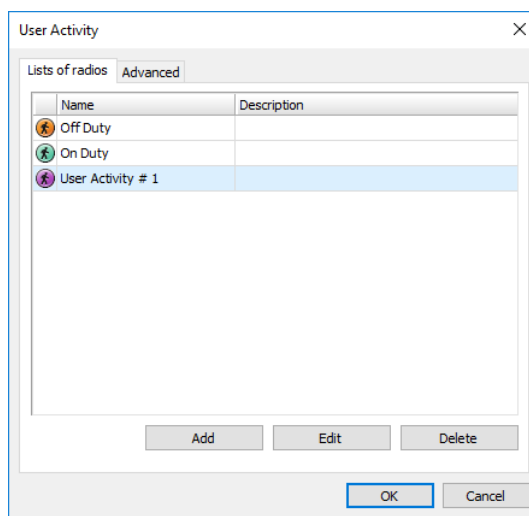 User Activity
Lists of radios Advanced
Name Description
Off Duty
On Duty
User Activity # 1
Add Edit Delete
OK Cancel